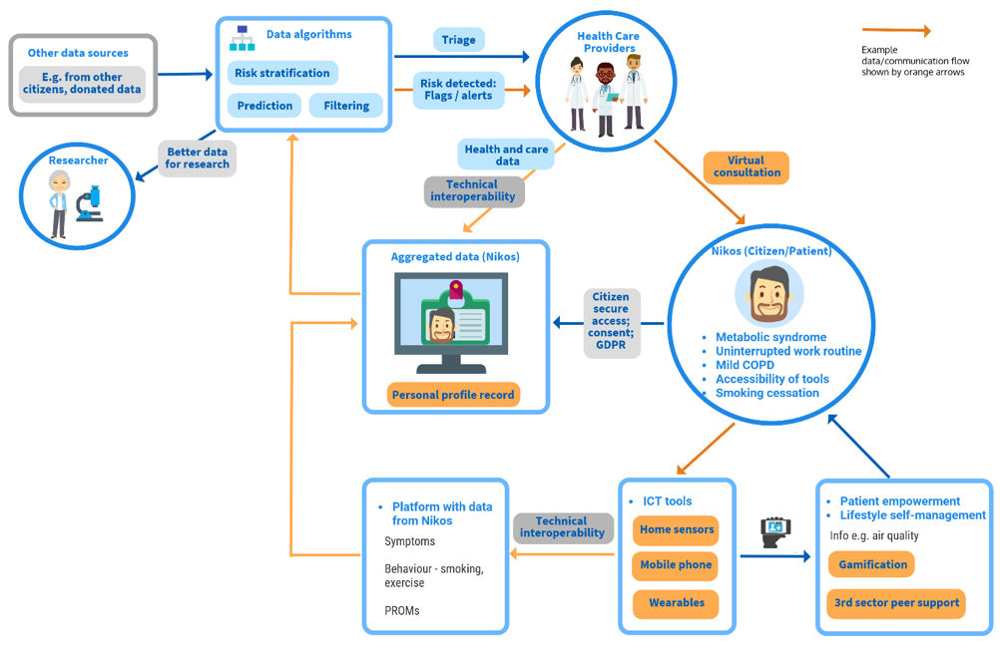 Other data sources
E.g. from other
citizens, donated data
Data algorithms
Risk stratification
Prediction
Filtering
Triage
Risk detected:
Flags / alerts
Health Care
Providers
Example
data/communication flow
shown by orange arrows
Researcher
Better data
for research
Health and care
data
Technical
interoperability
Virtual
consultation
Aggregated data (Nikos)
Personal profile record
Citizen
secure
access;
consent;
GDPR
Nikos (Citizen/Patient)
• Metabolic syndrome
• Uninterrupted work routine
• Mild COPD
• Accessibility of tools
• Smoking cessation
• Platform with data
from Nikos
Symptoms
Behaviour - smoking,
exercise
PROMs
Technical
interoperability
• ICT tools
Home sensors
Mobile phone
Wearables
• Patient empowerment
• Lifestyle self-management
Info e.g. air quality
Gamification
3rd sector peer support